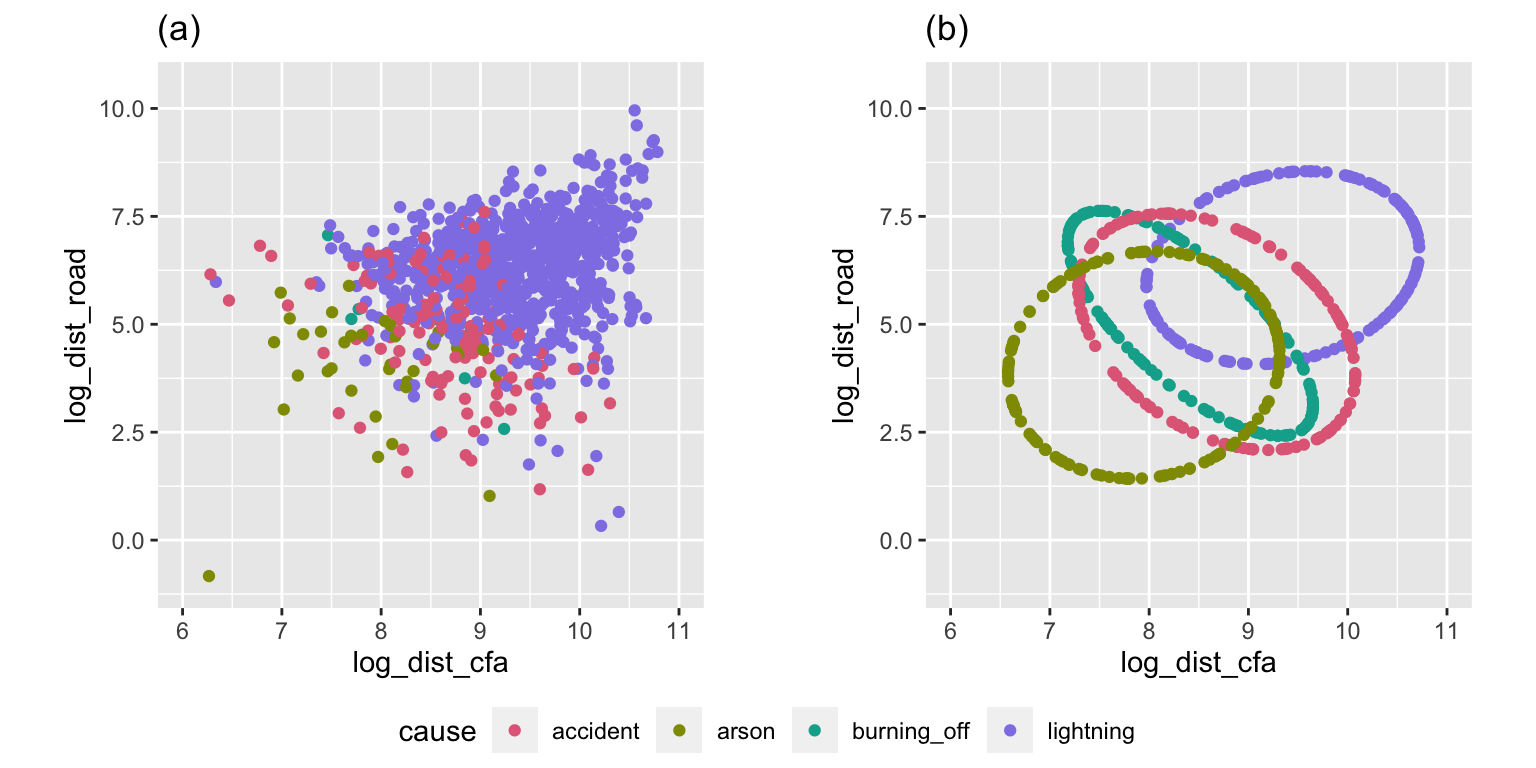 (a)
10.0
7.5
5.0
2.5
0.0
log_dist_road
6 7 8 9 10 11
log_dist_cfa
(b)
10.0
7.5
5.0
2.5
0.0
log_dist_road
6 7 8 9 10 11
log_dist_cfa
cause accident arson burning_off lightning